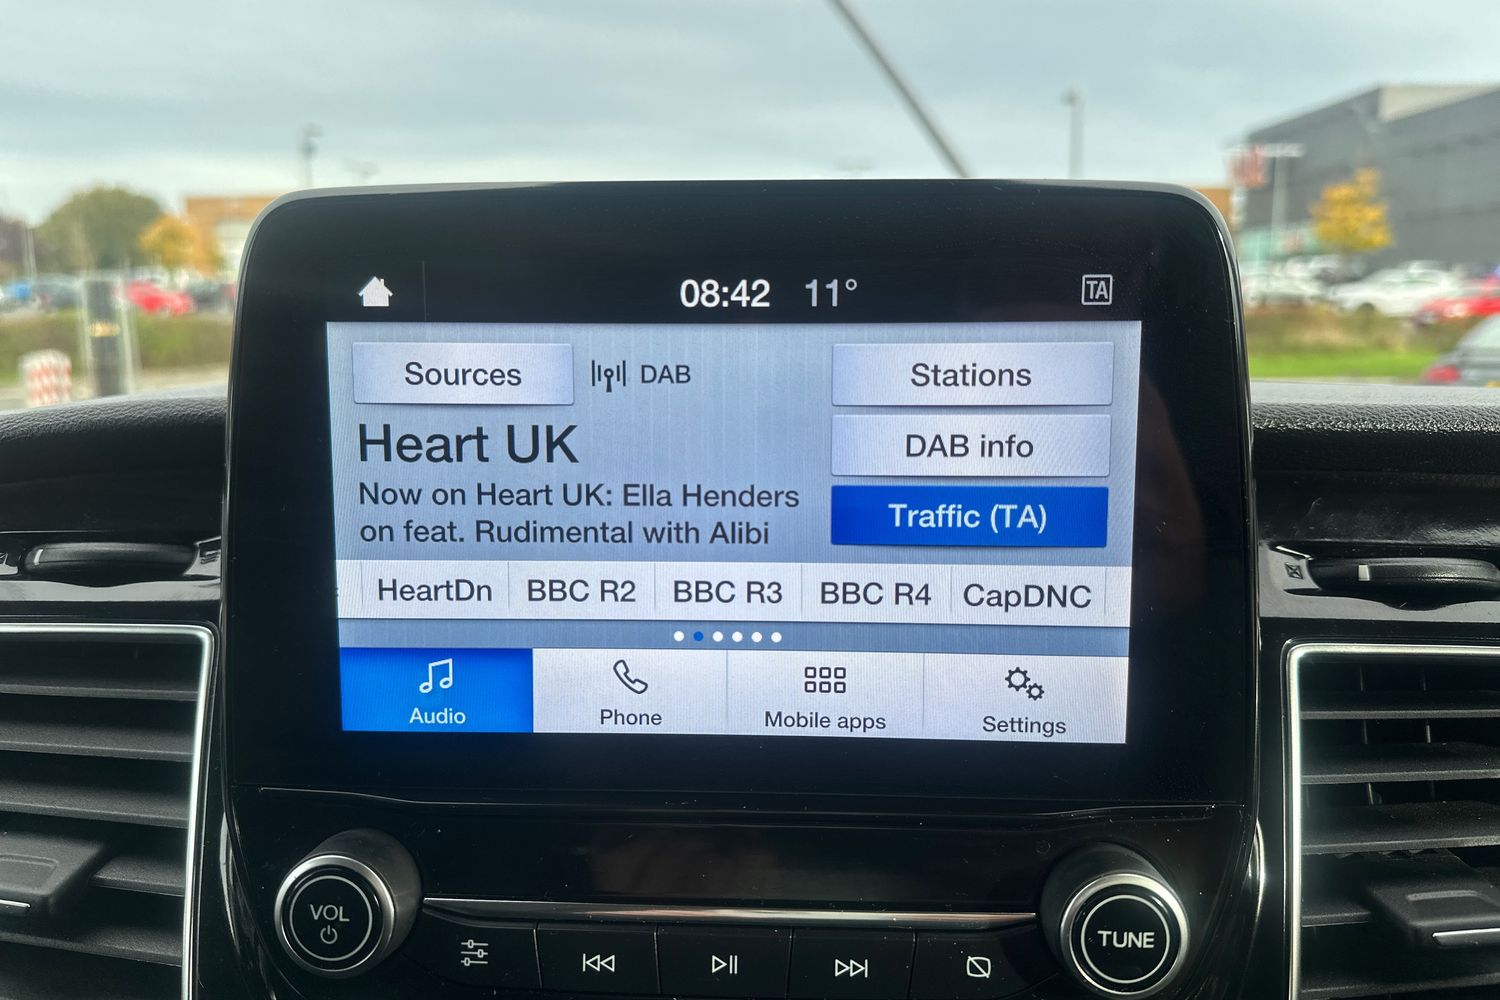 08:42 11° TA
Sources DAB Stations
Heart UK
DAB info
Now on Heart UK: Ella Henders
on feat. Rudimental with Alibi
Traffic (TA)
HeartDn BBC R2 BBC R3 BBC R4 CapDNC
Audio Phone Mobile apps Settings
VOL
TUNE